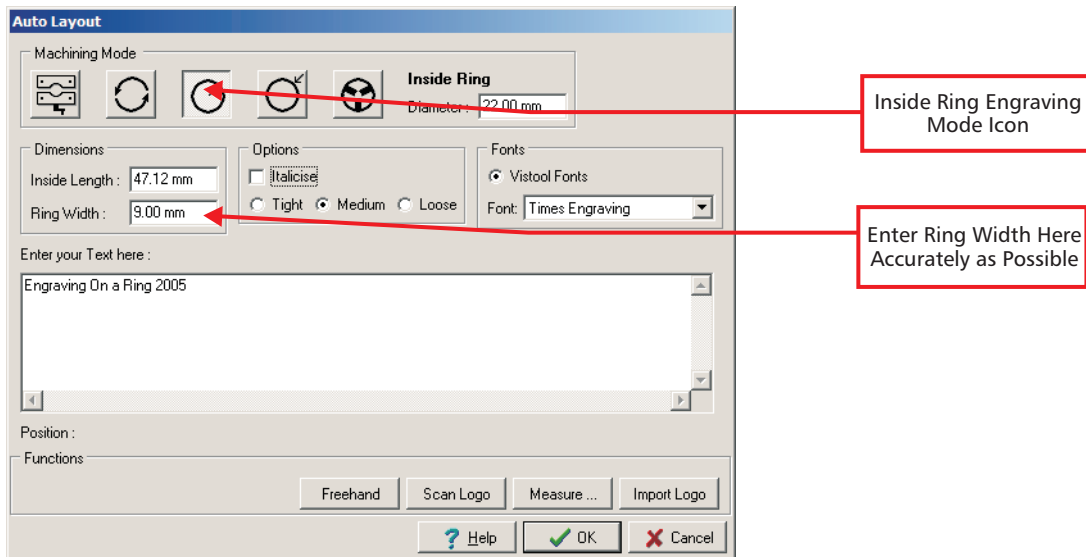 Auto Layout
Machining Mode
Inside Ring
Diameter : 22.00 mm
Inside Ring Engraving
Mode Icon
Dimensions
Inside Length : 47.12 mm
Ring Width : 9.00 mm
Options
Italicise
Tight Medium Loose
Fonts
Vistool Fonts
Font: Times Engraving
Enter Ring Width Here
Accurately as Possible
Enter your Text here :
Engraving On a Ring 2005
Position :
Functions
Freehand Scan Logo Measure ... Import Logo
? Help OK Cancel